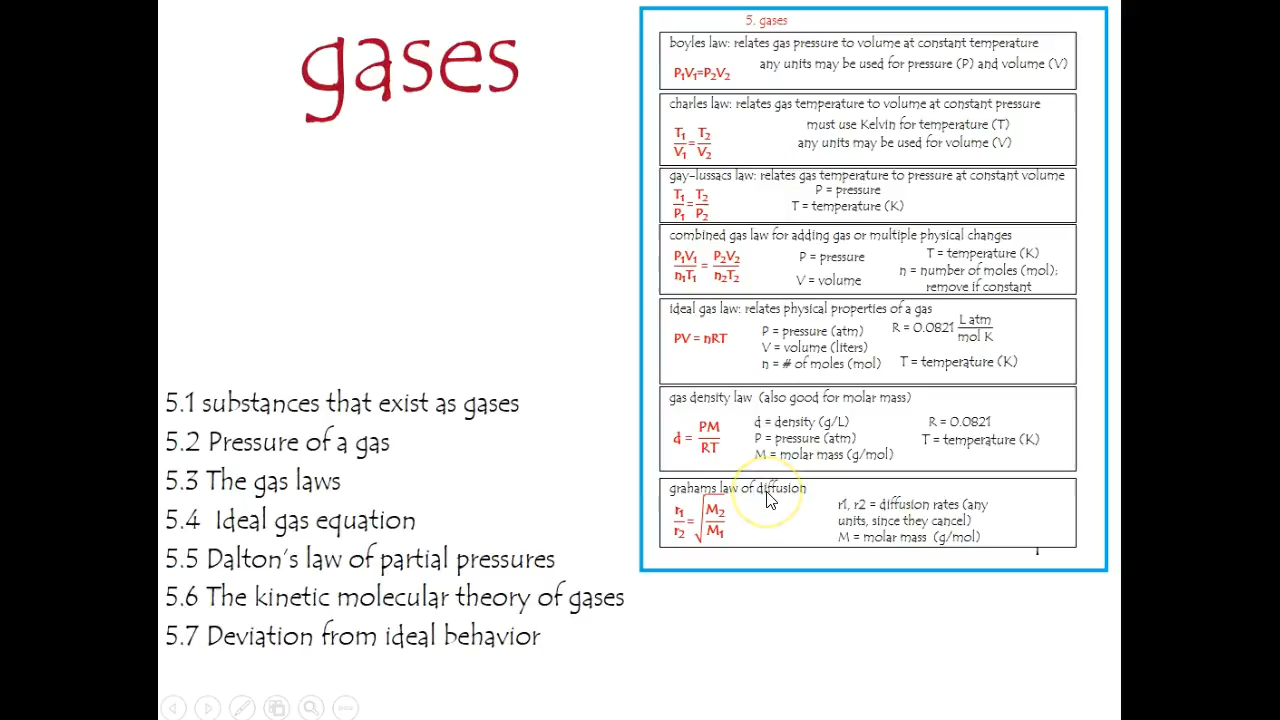 gases
5.1 substances that exist as gases
5.2 Pressure of a gas
5.3 The gas laws
5.4 Ideal gas equation
5.5 Dalton's law of partial pressures
5.6 The kinetic molecular theory of gases
5.7 Deviation from ideal behavior
5. gases
boyles law: relates gas pressure to volume at constant temperature
P₁V₁=P₂V₂
any units may be used for pressure (P) and volume (V)
charles law: relates gas temperature to volume at constant pressure
T₁/V₁ = T₂/V₂
must use Kelvin for temperature (T)
any units may be used for volume (V)
gay-lussacs law: relates gas temperature to pressure at constant volume
T₁/P₁ = T₂/P₂
P = pressure
T = temperature (K)
combined gas law for adding gas or multiple physical changes
P₁V₁/n₁T₁ = P₂V₂/n₂T₂
P = pressure
V = volume
T = temperature (K)
n = number of moles (mol);
remove if constant
ideal gas law: relates physical properties of a gas
PV = nRT
P = pressure (atm)
V = volume (liters)
n = # of moles (mol)
R = 0.0821 L atm/mol K
T = temperature (K)
gas density law (also good for molar mass)
d = PM/RT
d = density (g/L)
P = pressure (atm)
M = molar mass (g/mol)
R = 0.0821
T = temperature (K)
grahams law of diffusion
r₁/r₂ = √M₂/M₁
r1, r2 = diffusion rates (any
units, since they cancel)
M = molar mass (g/mol)
1